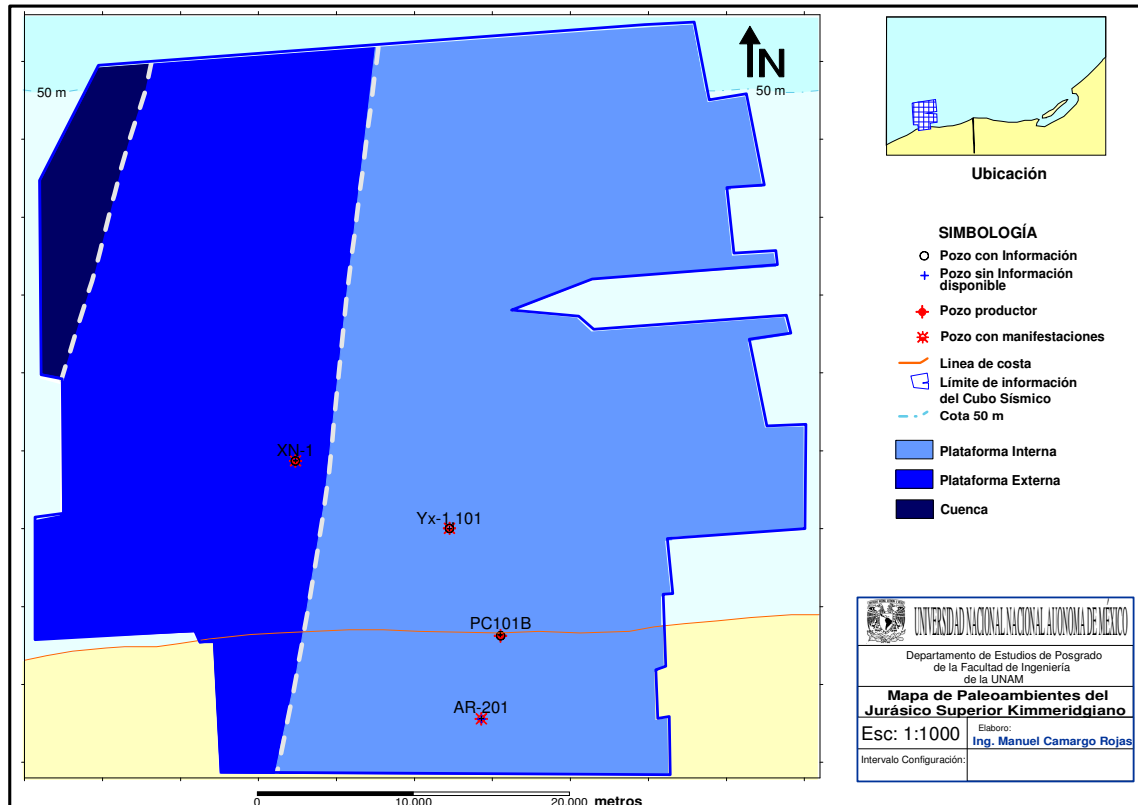 N
50 m
50 m
XN-1
Yx-1,101
PC101B
AR-201
0
10,000
20,000
metros
Ubicación
SIMBOLOGÍA
Pozo con Información
Pozo sin Información
disponible
Pozo productor
Pozo con manifestaciones
Linea de costa
Límite de información
del Cubo Sísmico
Cota 50 m
Plataforma Interna
Plataforma Externa
Cuenca
UNIVERSIDAD NACIONAL NACIONAL AUTONOMA DE MÉXICO
Departamento de Estudios de Posgrado
de la Facultad de Ingeniería
de la UNAM
Mapa de Paleoambientes del
Jurásico Superior Kimmeridgiano
Esc: 1:1000
Elaboro:
Ing. Manuel Camargo Rojas
Intervalo Configuración: